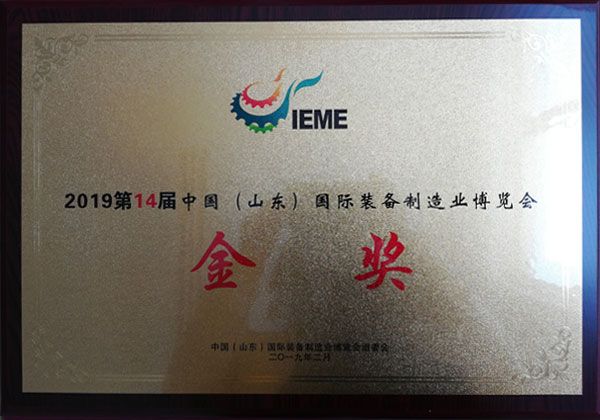 IEME
2019第14届中国（山东）国际装备制造业博览会
金奖
中国（山东）国际装备制造业博览会组委会
二〇一九年二月